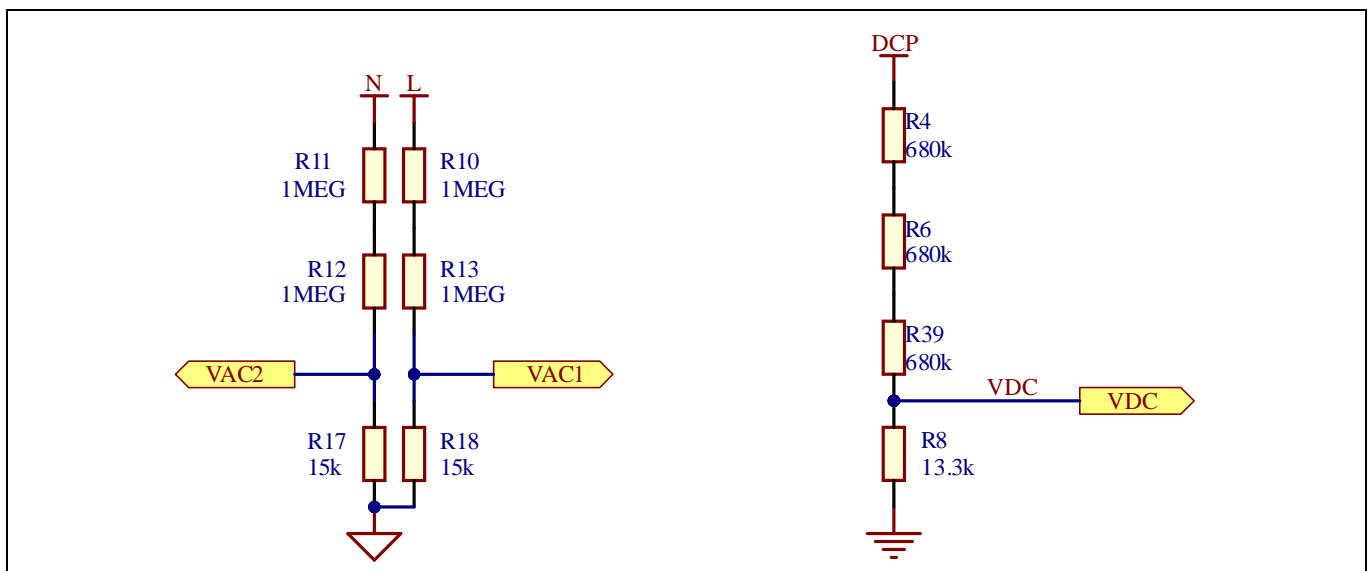 DCP
N L
R4
680k
R11
1MEG
R10
1MEG
R6
680k
R12
1MEG
R13
1MEG
R39
680k
VAC2
VAC1
VDC
VDC
R17
15k
R18
15k
R8
13.3k